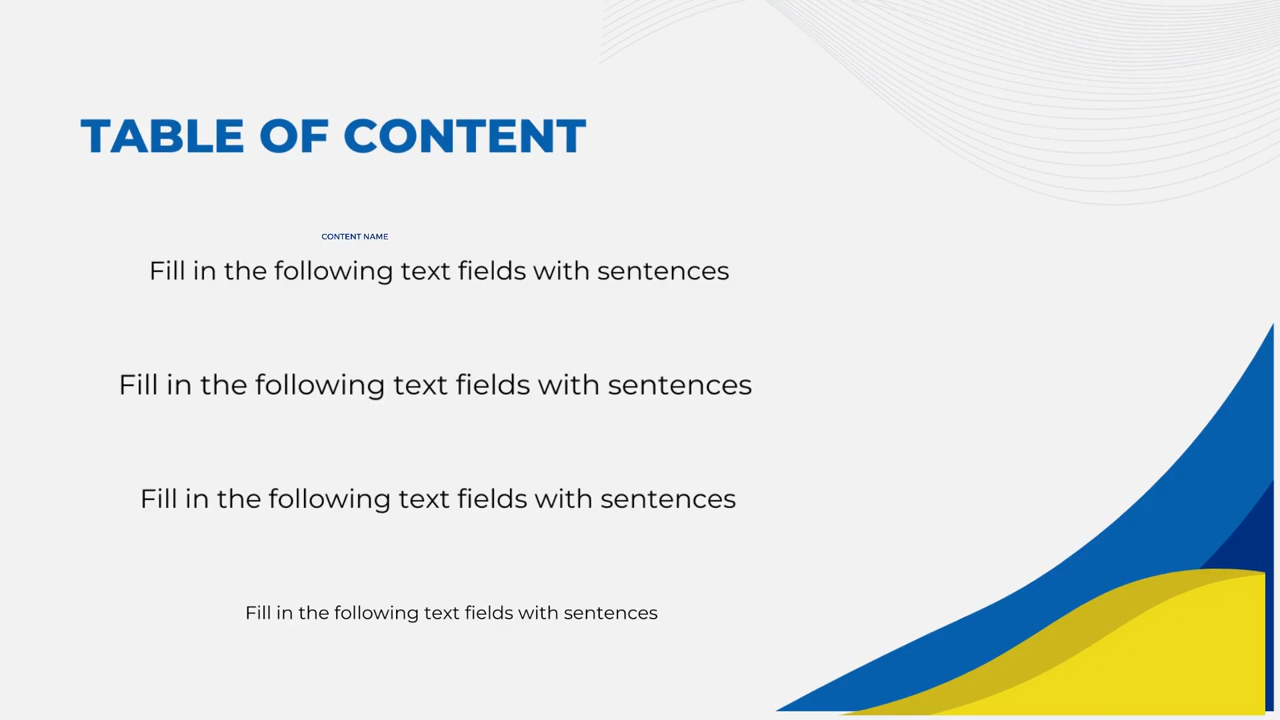 TABLE OF CONTENT
CONTENT NAME
Fill in the following text fields with sentences
Fill in the following text fields with sentences
Fill in the following text fields with sentences
Fill in the following text fields with sentences